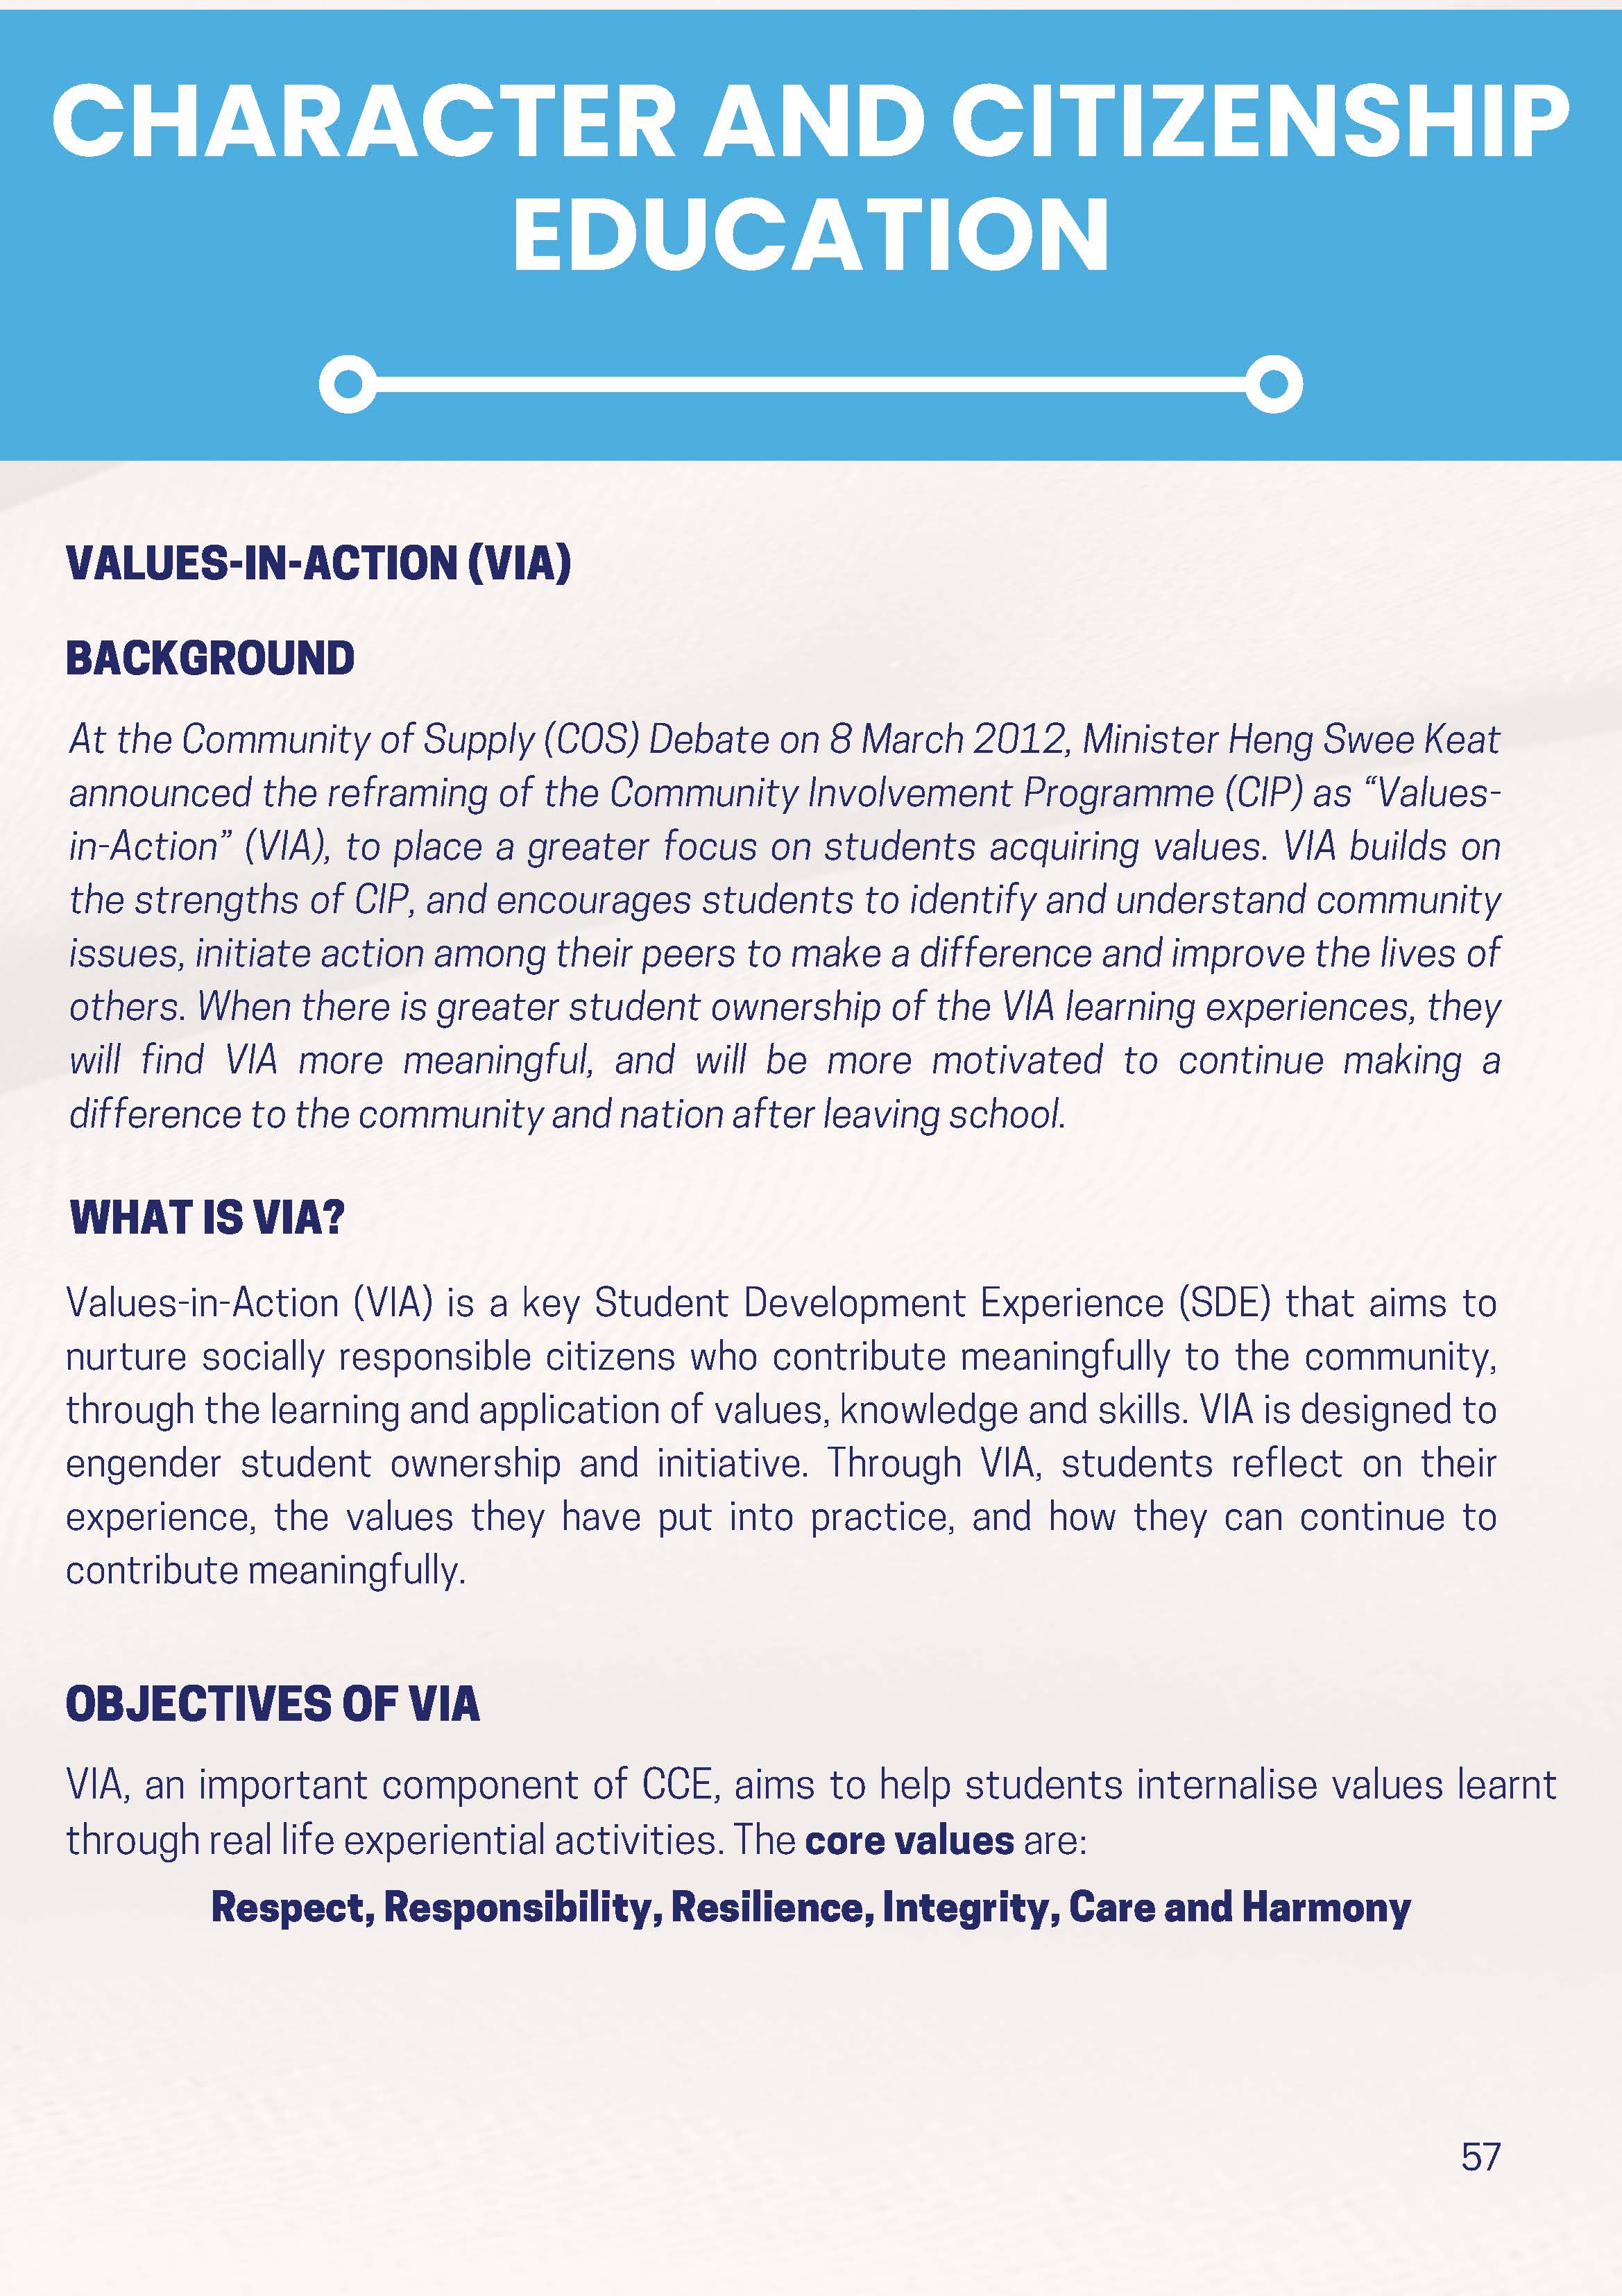 CHARACTER AND CITIZENSHIP
EDUCATION
VALUES-IN-ACTION (VIA)
BACKGROUND
At the Community of Supply (COS) Debate on 8 March 2012, Minister Heng Swee Keat
announced the reframing of the Community Involvement Programme (CIP) as “Values-
in-Action” (VIA), to place a greater focus on students acquiring values. VIA builds on
the strengths of CIP, and encourages students to identify and understand community
issues, initiate action among their peers to make a difference and improve the lives of
others. When there is greater student ownership of the VIA learning experiences, they
will find VIA more meaningful, and will be more motivated to continue making a
difference to the community and nation after leaving school.
WHAT IS VIA?
Values-in-Action (VIA) is a key Student Development Experience (SDE) that aims to
nurture socially responsible citizens who contribute meaningfully to the community,
through the learning and application of values, knowledge and skills. VIA is designed to
engender student ownership and initiative. Through VIA, students reflect on their
experience, the values they have put into practice, and how they can continue to
contribute meaningfully.
OBJECTIVES OF VIA
VIA, an important component of CCE, aims to help students internalise values learnt
through real life experiential activities. The core values are:
Respect, Responsibility, Resilience, Integrity, Care and Harmony
57